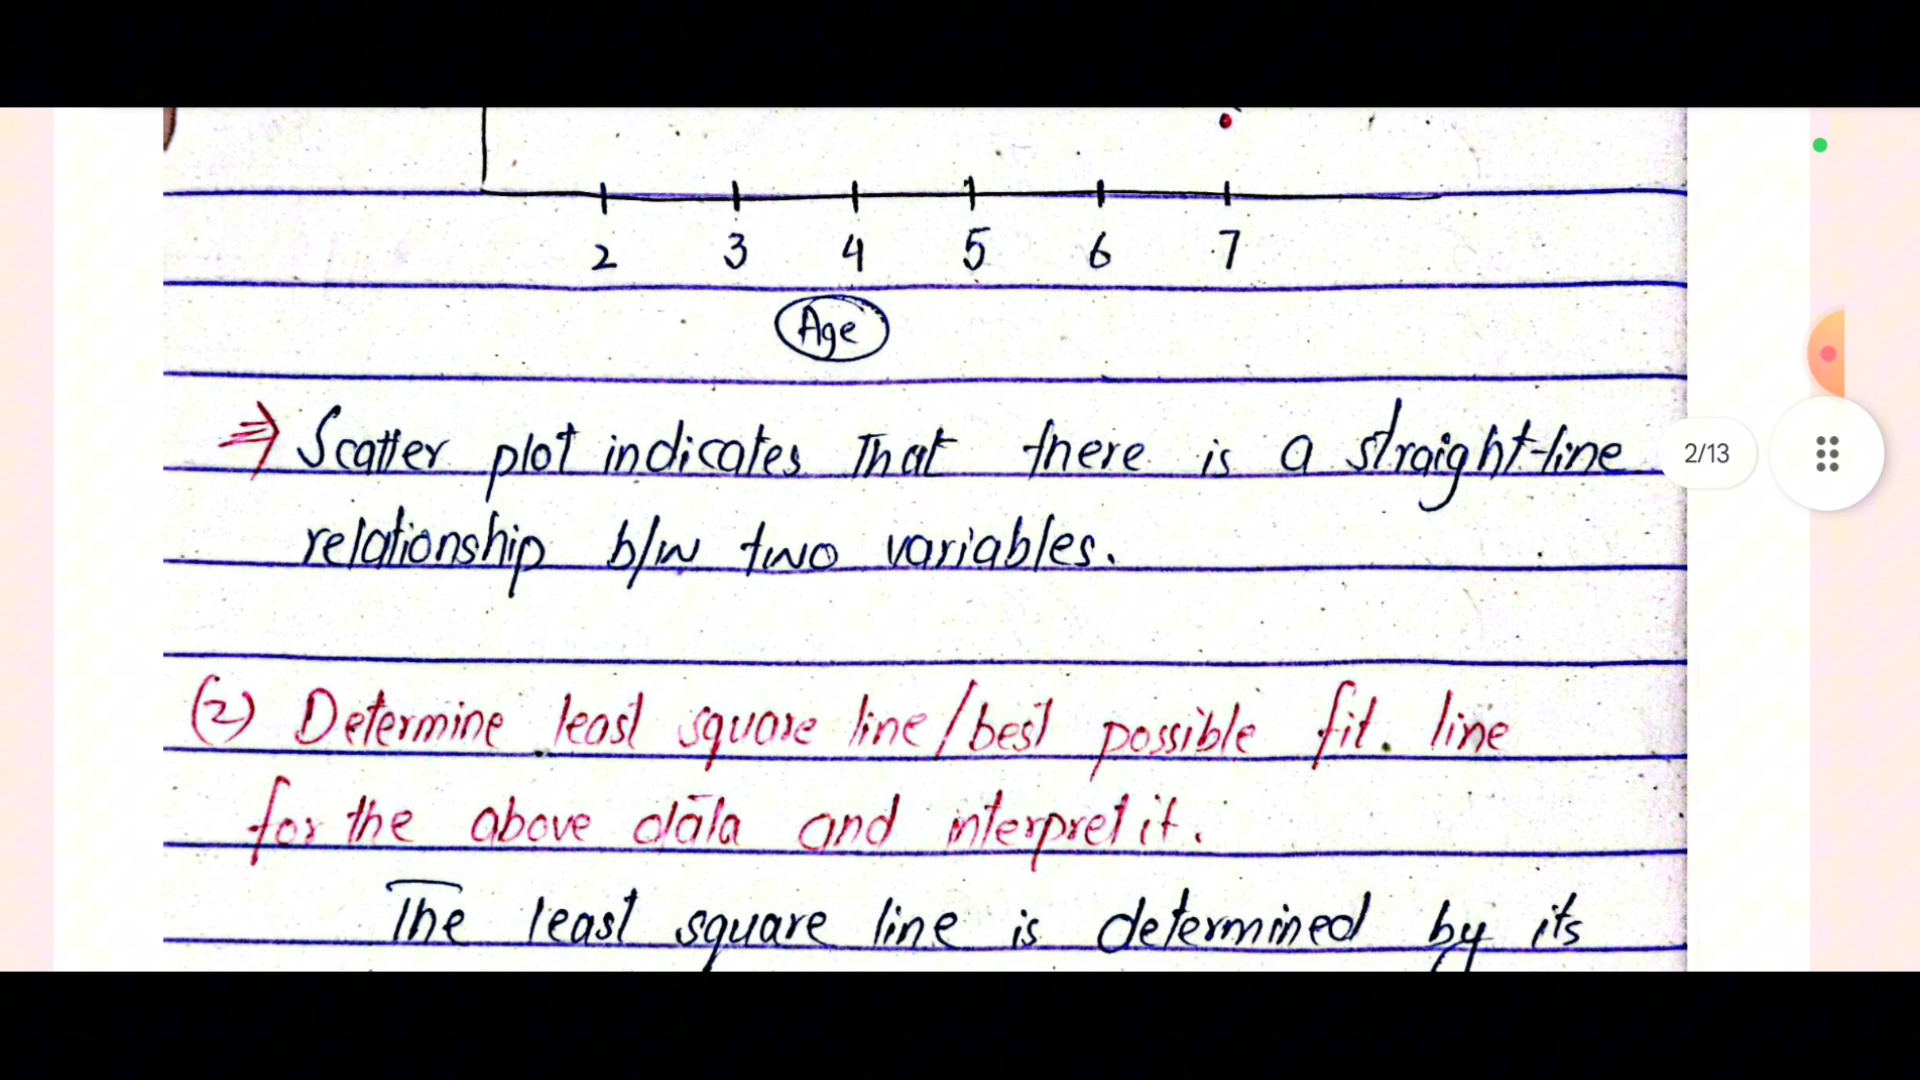 2 3 4 5 6 7
Age
⇒ Scatter plot indicates that there is a straight-line
2/13
relationship b/w two variables.
(2) Determine least square line/best possible fit. line
for the above data and interpret it.
The least square line is determined by its